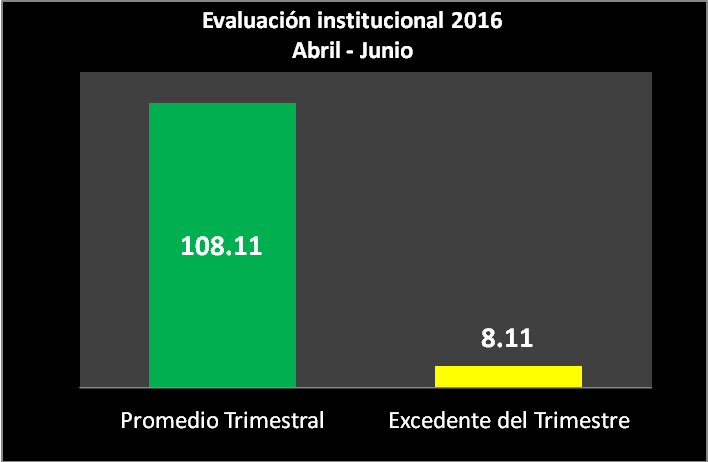 Evaluación institucional 2016
Abril - Junio
108.11
8.11
Promedio Trimestral
Excedente del Trimestre